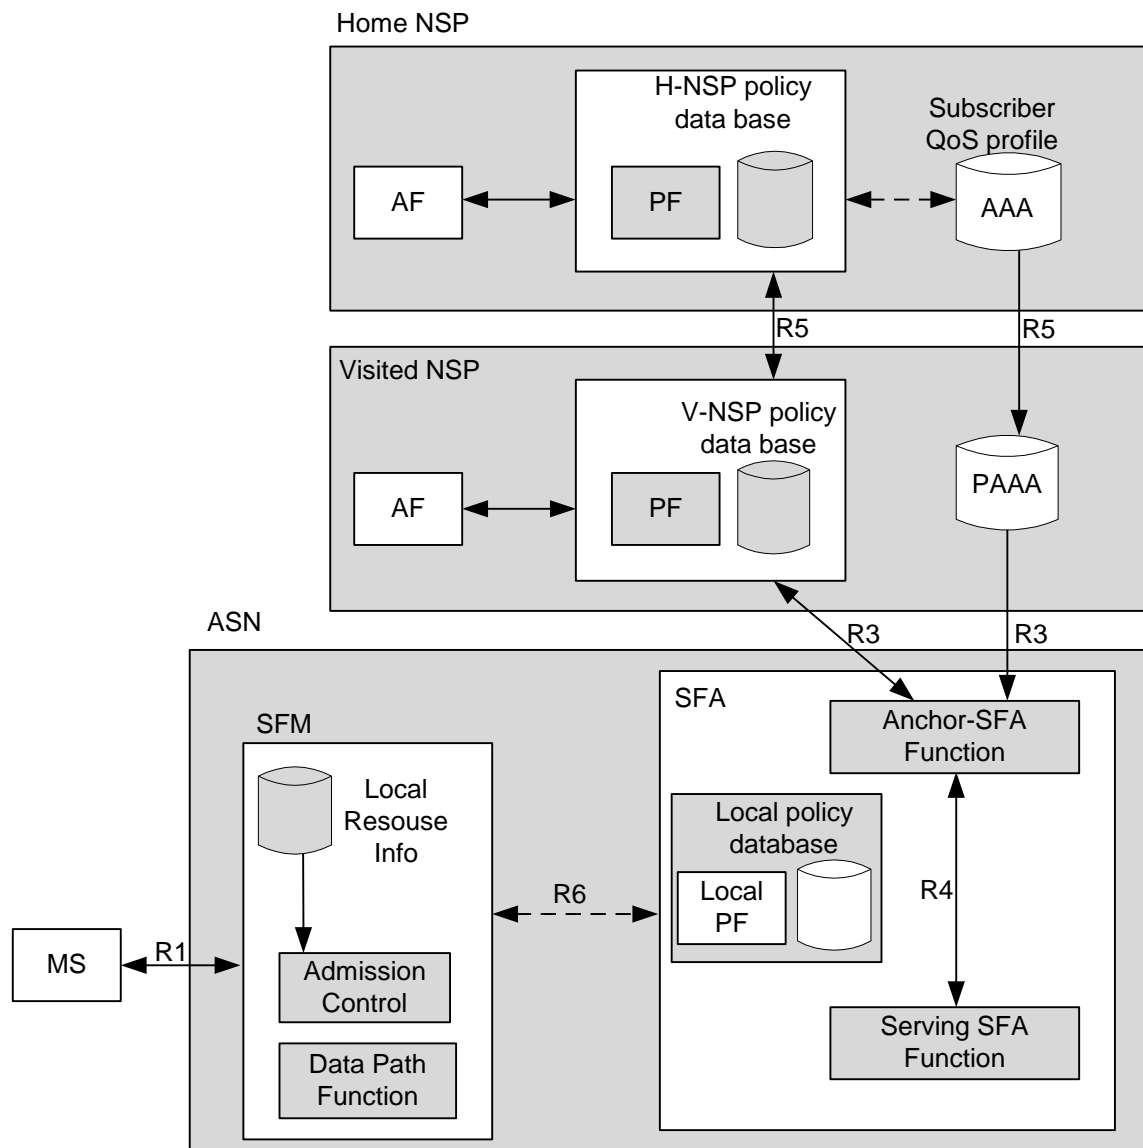 Home NSP
H-NSP policy
data base
Subscriber
QoS profile
AF
PF
AAA
R5
R5
Visited NSP
V-NSP policy
data base
AF
PF
PAAA
ASN
R3
R3
SFM
SFA
Anchor-SFA
Function
Local
Resouse
Info
Local policy
database
Local
PF
R6
R4
MS
R1
Admission
Control
Data Path
Function
Serving SFA
Function